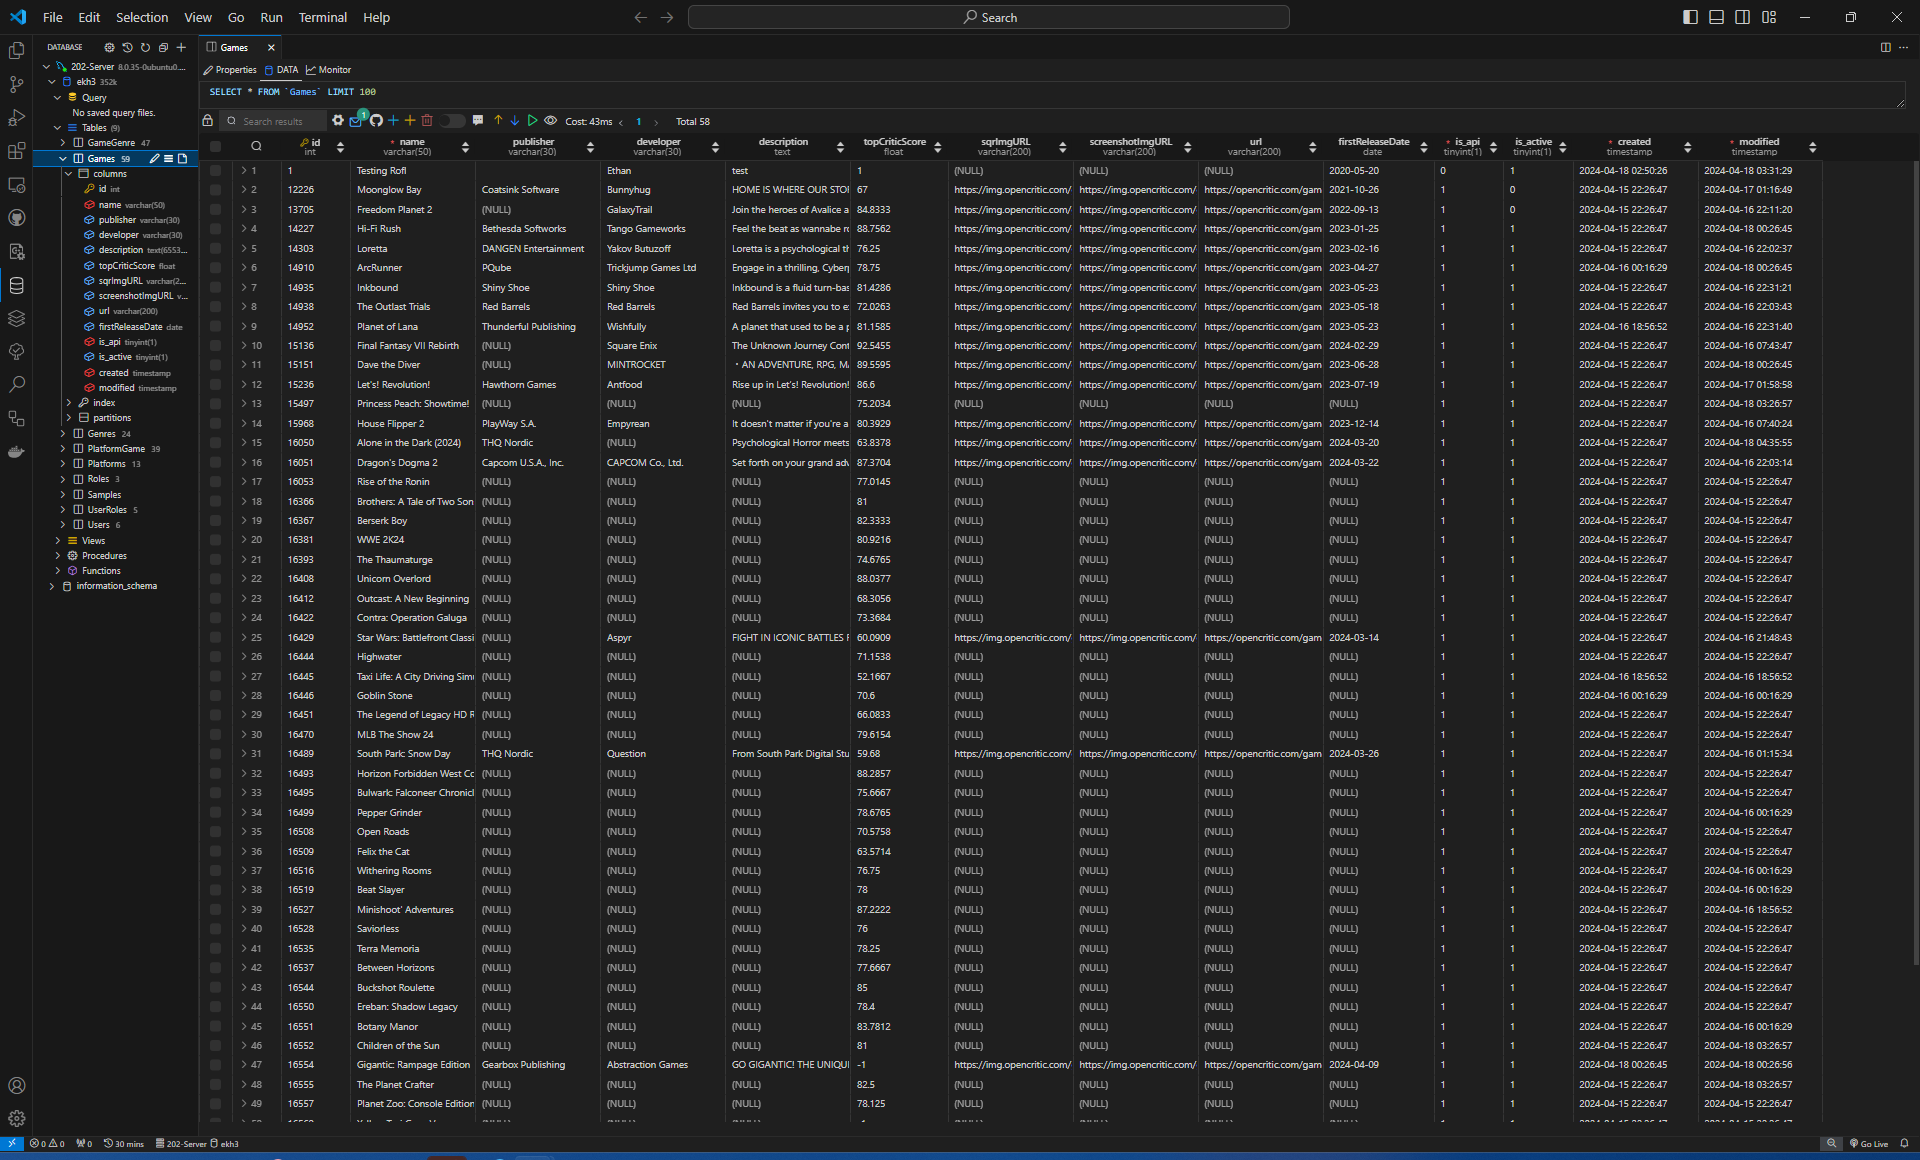 File Edit Selection View Go Run Terminal Help
Search
DATABASE
Games
202-Server 8.0.35-0ubuntu0....
ekh3 352k
Query
No saved query files.
Tables (9)
GameGenre 47
Games 59
columns
id int
name varchar(50)
publisher varchar(30)
developer varchar(30)
description text(6553...
topCriticScore float
sqrImgURL varchar(2...
screenshotImgURL v...
url varchar(200)
firstReleaseDate date
is_api tinyint(1)
is_active tinyint(1)
created timestamp
modified timestamp
index
partitions
Genres 24
PlatformGame 39
Platforms 13
Roles 3
Samples
UserRoles 5
Users 6
Views
Procedures
Functions
information_schema
Properties DATA Monitor
SELECT * FROM `Games` LIMIT 100
Search results 1 Cost: 43ms 1 Total 58
id name publisher developer description topCriticScore sqrImgURL screenshotImgURL url firstReleaseDate * is_api is_active * created * modified
int varchar(50) varchar(30) varchar(30) text float varchar(200) varchar(200) varchar(200) date tinyint(1) tinyint(1) timestamp timestamp
1 1 Testing Rofl Ethan test 1 (NULL) (NULL) (NULL) 2020-05-20 0 1 2024-04-18 02:50:26 2024-04-18 03:31:29
2 12226 Moonglow Bay Coatsink Software Bunnyhug HOME IS WHERE OUR STO 67 https://img.opencritic.com/ https://img.opencritic.com/ https://opencritic.com/gam 2021-10-26 1 0 2024-04-15 22:26:47 2024-04-17 01:16:49
3 13705 Freedom Planet 2 (NULL) GalaxyTrail Join the heroes of Avalice a 84.8333 https://img.opencritic.com/ https://img.opencritic.com/ https://opencritic.com/gam 2022-09-13 1 0 2024-04-15 22:26:47 2024-04-16 22:11:20
4 14227 Hi-Fi Rush Bethesda Softworks Tango Gameworks Feel the beat as wannabe r 88.7562 https://img.opencritic.com/ https://img.opencritic.com/ https://opencritic.com/gam 2023-01-25 1 1 2024-04-15 22:26:47 2024-04-18 00:26:45
5 14303 Loretta DANGEN Entertainment Yakov Butuzoff Loretta is a psychological th 76.25 https://img.opencritic.com/ https://img.opencritic.com/ https://opencritic.com/gam 2023-02-16 1 1 2024-04-15 22:26:47 2024-04-16 22:02:37
6 14910 ArcRunner PQube Trickjump Games Ltd Engage in a thrilling, Cyber 78.75 https://img.opencritic.com/ https://img.opencritic.com/ https://opencritic.com/gam 2023-04-27 1 1 2024-04-16 00:16:29 2024-04-18 00:26:45
7 14935 Inkbound Shiny Shoe Shiny Shoe Inkbound is a fluid turn-bas 81.4286 https://img.opencritic.com/ https://img.opencritic.com/ https://opencritic.com/gam 2023-05-23 1 1 2024-04-15 22:26:47 2024-04-16 22:31:21
8 14938 The Outlast Trials Red Barrels Red Barrels Red Barrels invites you to e 72.0263 https://img.opencritic.com/ https://img.opencritic.com/ https://opencritic.com/gam 2023-05-18 1 1 2024-04-15 22:26:47 2024-04-16 22:03:43
9 14952 Planet of Lana Thunderful Publishing Wishfully A planet that used to be a p 81.1585 https://img.opencritic.com/ https://img.opencritic.com/ https://opencritic.com/gam 2023-05-23 1 1 2024-04-16 18:56:52 2024-04-16 22:31:40
10 15136 Final Fantasy VII Rebirth (NULL) Square Enix The Unknown Journey Cont 92.5455 https://img.opencritic.com/ https://img.opencritic.com/ https://opencritic.com/gam 2024-02-29 1 1 2024-04-15 22:26:47 2024-04-16 07:43:47
11 15151 Dave the Diver (NULL) MINTROCKET ・AN ADVENTURE, RPG, M 89.5595 https://img.opencritic.com/ https://img.opencritic.com/ https://opencritic.com/gam 2023-06-28 1 1 2024-04-15 22:26:47 2024-04-18 00:26:45
12 15236 Let's! Revolution! Hawthorn Games Antfood Rise up in Let's! Revolution! 86.6 https://img.opencritic.com/ https://img.opencritic.com/ https://opencritic.com/gam 2023-07-19 1 1 2024-04-15 22:26:47 2024-04-17 01:58:58
13 15497 Princess Peach: Showtime! (NULL) (NULL) (NULL) 75.2034 (NULL) (NULL) (NULL) (NULL) 1 1 2024-04-15 22:26:47 2024-04-18 03:26:57
14 15968 House Flipper 2 PlayWay S.A. Empyrean It doesn't matter if you're a 80.3929 https://img.opencritic.com/ https://img.opencritic.com/ https://opencritic.com/gam 2023-12-14 1 1 2024-04-15 22:26:47 2024-04-16 07:40:24
15 16050 Alone in the Dark (2024) THQ Nordic (NULL) Psychological Horror meets 63.8378 https://img.opencritic.com/ https://img.opencritic.com/ https://opencritic.com/gam 2024-03-20 1 1 2024-04-15 22:26:47 2024-04-18 04:35:55
16 16051 Dragon's Dogma 2 Capcom U.S.A., Inc. CAPCOM Co., Ltd. Set forth on your grand adv 87.3704 https://img.opencritic.com/ https://img.opencritic.com/ https://opencritic.com/gam 2024-03-22 1 1 2024-04-15 22:26:47 2024-04-16 22:03:14
17 16053 Rise of the Ronin (NULL) (NULL) (NULL) 77.0145 (NULL) (NULL) (NULL) (NULL) 1 1 2024-04-15 22:26:47 2024-04-15 22:26:47
18 16366 Brothers: A Tale of Two Son (NULL) (NULL) (NULL) 81 (NULL) (NULL) (NULL) (NULL) 1 1 2024-04-15 22:26:47 2024-04-15 22:26:47
19 16367 Berserk Boy (NULL) (NULL) (NULL) 82.3333 (NULL) (NULL) (NULL) (NULL) 1 1 2024-04-15 22:26:47 2024-04-15 22:26:47
20 16381 WWE 2K24 (NULL) (NULL) (NULL) 80.9216 (NULL) (NULL) (NULL) (NULL) 1 1 2024-04-15 22:26:47 2024-04-15 22:26:47
21 16393 The Thaumaturge (NULL) (NULL) (NULL) 74.6765 (NULL) (NULL) (NULL) (NULL) 1 1 2024-04-15 22:26:47 2024-04-15 22:26:47
22 16408 Unicorn Overlord (NULL) (NULL) (NULL) 88.0377 (NULL) (NULL) (NULL) (NULL) 1 1 2024-04-15 22:26:47 2024-04-15 22:26:47
23 16412 Outcast: A New Beginning (NULL) (NULL) (NULL) 68.3056 (NULL) (NULL) (NULL) (NULL) 1 1 2024-04-15 22:26:47 2024-04-15 22:26:47
24 16422 Contra: Operation Galuga (NULL) (NULL) (NULL) 73.3684 (NULL) (NULL) (NULL) (NULL) 1 1 2024-04-15 22:26:47 2024-04-15 22:26:47
25 16429 Star Wars: Battlefront Classi (NULL) Aspyr FIGHT IN ICONIC BATTLES F 60.0909 https://img.opencritic.com/ https://img.opencritic.com/ https://opencritic.com/gam 2024-03-14 1 1 2024-04-15 22:26:47 2024-04-16 21:48:43
26 16444 Highwater (NULL) (NULL) (NULL) 71.1538 (NULL) (NULL) (NULL) (NULL) 1 1 2024-04-15 22:26:47 2024-04-15 22:26:47
27 16445 Taxi Life: A City Driving Simu (NULL) (NULL) (NULL) 52.1667 (NULL) (NULL) (NULL) (NULL) 1 1 2024-04-16 18:56:52 2024-04-16 18:56:52
28 16446 Goblin Stone (NULL) (NULL) (NULL) 70.6 (NULL) (NULL) (NULL) (NULL) 1 1 2024-04-16 00:16:29 2024-04-16 00:16:29
29 16451 The Legend of Legacy HD R (NULL) (NULL) (NULL) 66.0833 (NULL) (NULL) (NULL) (NULL) 1 1 2024-04-15 22:26:47 2024-04-15 22:26:47
30 16470 MLB The Show 24 (NULL) (NULL) (NULL) 79.6154 (NULL) (NULL) (NULL) (NULL) 1 1 2024-04-15 22:26:47 2024-04-15 22:26:47
31 16489 South Park: Snow Day THQ Nordic Question From South Park Digital Stu 59.68 https://img.opencritic.com/ https://img.opencritic.com/ https://opencritic.com/gam 2024-03-26 1 1 2024-04-15 22:26:47 2024-04-16 01:15:34
32 16493 Horizon Forbidden West Co (NULL) (NULL) (NULL) 88.2857 (NULL) (NULL) (NULL) (NULL) 1 1 2024-04-15 22:26:47 2024-04-15 22:26:47
33 16495 Bulwark: Falconeer Chronicl (NULL) (NULL) (NULL) 75.6667 (NULL) (NULL) (NULL) (NULL) 1 1 2024-04-15 22:26:47 2024-04-15 22:26:47
34 16499 Pepper Grinder (NULL) (NULL) (NULL) 78.6765 (NULL) (NULL) (NULL) (NULL) 1 1 2024-04-15 22:26:47 2024-04-16 00:16:29
35 16508 Open Roads (NULL) (NULL) (NULL) 70.5758 (NULL) (NULL) (NULL) (NULL) 1 1 2024-04-15 22:26:47 2024-04-15 22:26:47
36 16509 Felix the Cat (NULL) (NULL) (NULL) 63.5714 (NULL) (NULL) (NULL) (NULL) 1 1 2024-04-15 22:26:47 2024-04-15 22:26:47
37 16516 Withering Rooms (NULL) (NULL) (NULL) 76.75 (NULL) (NULL) (NULL) (NULL) 1 1 2024-04-15 22:26:47 2024-04-16 00:16:29
38 16519 Beat Slayer (NULL) (NULL) (NULL) 78 (NULL) (NULL) (NULL) (NULL) 1 1 2024-04-15 22:26:47 2024-04-16 00:16:29
39 16527 Minishoot' Adventures (NULL) (NULL) (NULL) 87.2222 (NULL) (NULL) (NULL) (NULL) 1 1 2024-04-15 22:26:47 2024-04-16 18:56:52
40 16528 Saviorless (NULL) (NULL) (NULL) 76 (NULL) (NULL) (NULL) (NULL) 1 1 2024-04-15 22:26:47 2024-04-15 22:26:47
41 16535 Terra Memoria (NULL) (NULL) (NULL) 78.25 (NULL) (NULL) (NULL) (NULL) 1 1 2024-04-15 22:26:47 2024-04-15 22:26:47
42 16537 Between Horizons (NULL) (NULL) (NULL) 77.6667 (NULL) (NULL) (NULL) (NULL) 1 1 2024-04-15 22:26:47 2024-04-15 22:26:47
43 16544 Buckshot Roulette (NULL) (NULL) (NULL) 85 (NULL) (NULL) (NULL) (NULL) 1 1 2024-04-15 22:26:47 2024-04-15 22:26:47
44 16550 Ereban: Shadow Legacy (NULL) (NULL) (NULL) 78.4 (NULL) (NULL) (NULL) (NULL) 1 1 2024-04-15 22:26:47 2024-04-15 22:26:47
45 16551 Botany Manor (NULL) (NULL) (NULL) 83.7812 (NULL) (NULL) (NULL) (NULL) 1 1 2024-04-15 22:26:47 2024-04-16 00:16:29
46 16552 Children of the Sun (NULL) (NULL) (NULL) 81 (NULL) (NULL) (NULL) (NULL) 1 1 2024-04-15 22:26:47 2024-04-18 03:26:57
47 16554 Gigantic: Rampage Edition Gearbox Publishing Abstraction Games GO GIGANTIC! THE UNIQU -1 https://img.opencritic.com/ https://img.opencritic.com/ https://opencritic.com/gam 2024-04-09 1 1 2024-04-18 00:26:45 2024-04-18 00:26:56
48 16555 The Planet Crafter (NULL) (NULL) (NULL) 82.5 (NULL) (NULL) (NULL) (NULL) 1 1 2024-04-15 22:26:47 2024-04-18 03:26:57
49 16557 Planet Zoo: Console Edition (NULL) (NULL) (NULL) 78.125 (NULL) (NULL) (NULL) (NULL) 1 1 2024-04-15 22:26:47 2024-04-15 22:26:47
0 0 0 30 mins 202-Server ekh3 Go Live